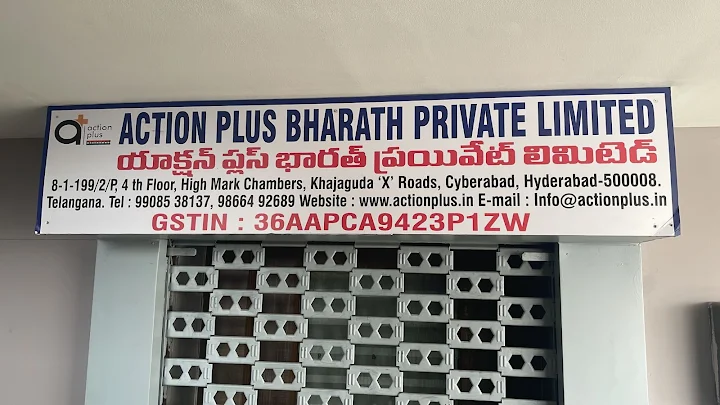 a+ action plus
ACTION PLUS BHARATH PRIVATE LIMITED
యాక్షన్ ప్లస్ భారత్ ప్రయివేట్ లిమిటెడ్
8-1-199/2/P, 4 th Floor, High Mark Chambers, Khajaguda 'X' Roads, Cyberabad, Hyderabad-500008.
Telangana. Tel : 99085 38137, 98664 92689 Website : www.actionplus.in E-mail : Info@actionplus.in
GSTIN : 36AAPCA9423P1ZW